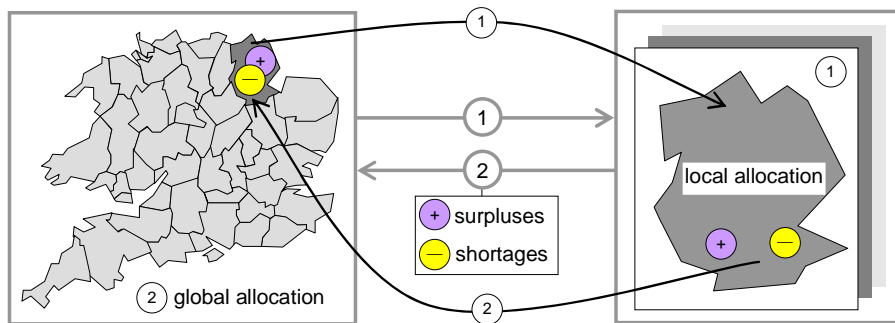 1
1
+
—
1
local allocation
2
+ surpluses
— shortages
+
—
2 global allocation
2